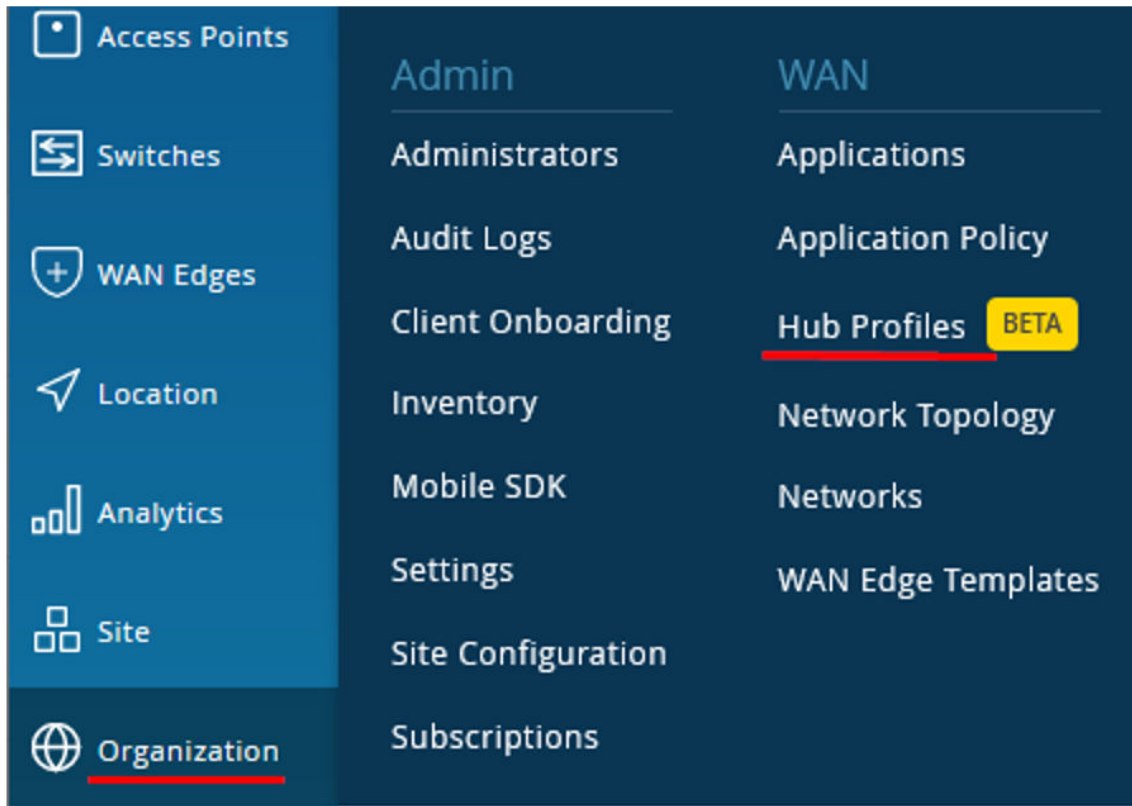 Access Points
Switches
WAN Edges
Location
Analytics
Site
Organization
Admin
Administrators
Audit Logs
Client Onboarding
Inventory
Mobile SDK
Settings
Site Configuration
Subscriptions
WAN
Applications
Application Policy
Hub Profiles BETA
Network Topology
Networks
WAN Edge Templates